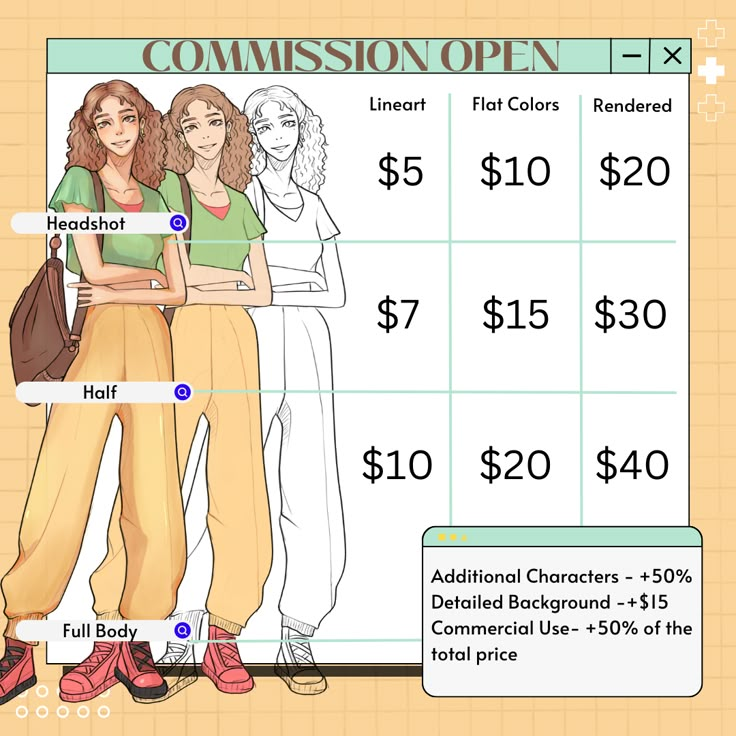 COMMISSION OPEN
Lineart Flat Colors Rendered
$5 $10 $20
Headshot
$7 $15 $30
Half
$10 $20 $40
Additional Characters - +50%
Detailed Background -+$15
Commercial Use- +50% of the
total price
Full Body